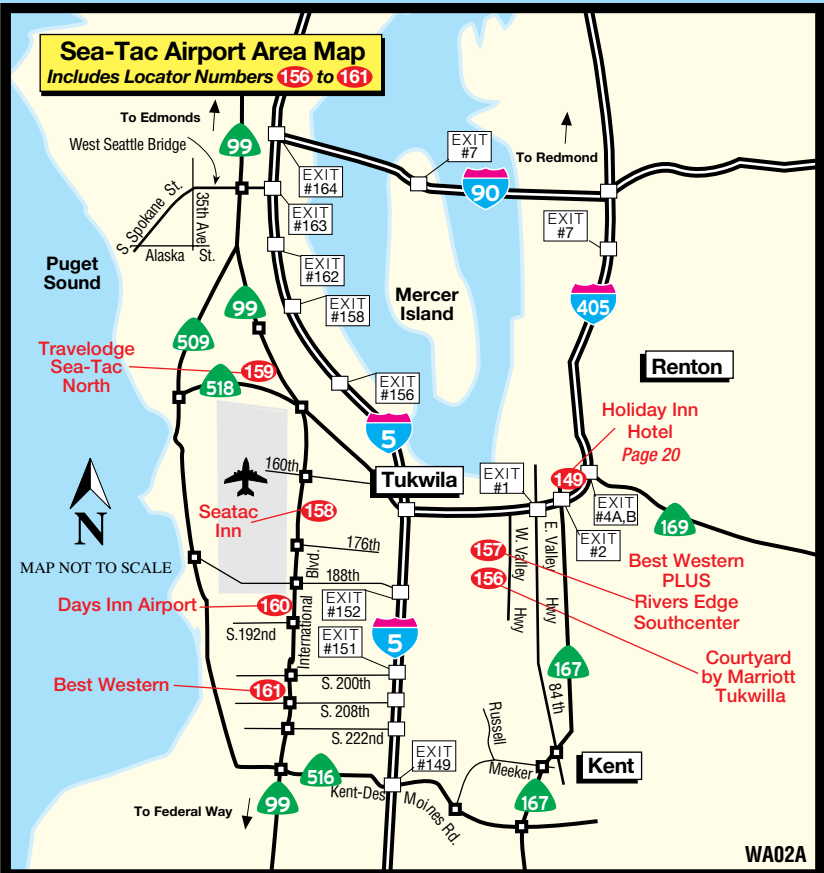 Sea-Tac Airport Area Map
Includes Locator Numbers 156 to 161
To Edmonds
West Seattle Bridge
99
S. Spokane St.
35th Ave
Alaska St.
EXIT
#164
EXIT
#163
EXIT
#162
EXIT
#158
EXIT
#156
EXIT
#7
To Redmond
90
EXIT
#7
405
Puget
Sound
Mercer
Island
99
509
518
Travelodge
Sea-Tac
North
159
5
Renton
Holiday Inn
Hotel
Page 20
149
Tukwila
EXIT
#1
EXIT
#4A,B
EXIT
#2
169
160th
Seatac
Inn
158
N
MAP NOT TO SCALE
176th
188th
International
Blvd.
W. Valley
Hwy
E. Valley
Hwy
157
156
Best Western
PLUS
Rivers Edge
Southcenter
Courtyard
by Marriott
Tukwilla
Days Inn Airport
160
S.192nd
EXIT
#152
EXIT
#151
5
Best Western
161
S. 200th
S. 208th
S. 222nd
167
84 th
Russell
Meeker
Kent
EXIT
#149
516
Kent-Des Moines Rd.
167
99
To Federal Way
WA02A